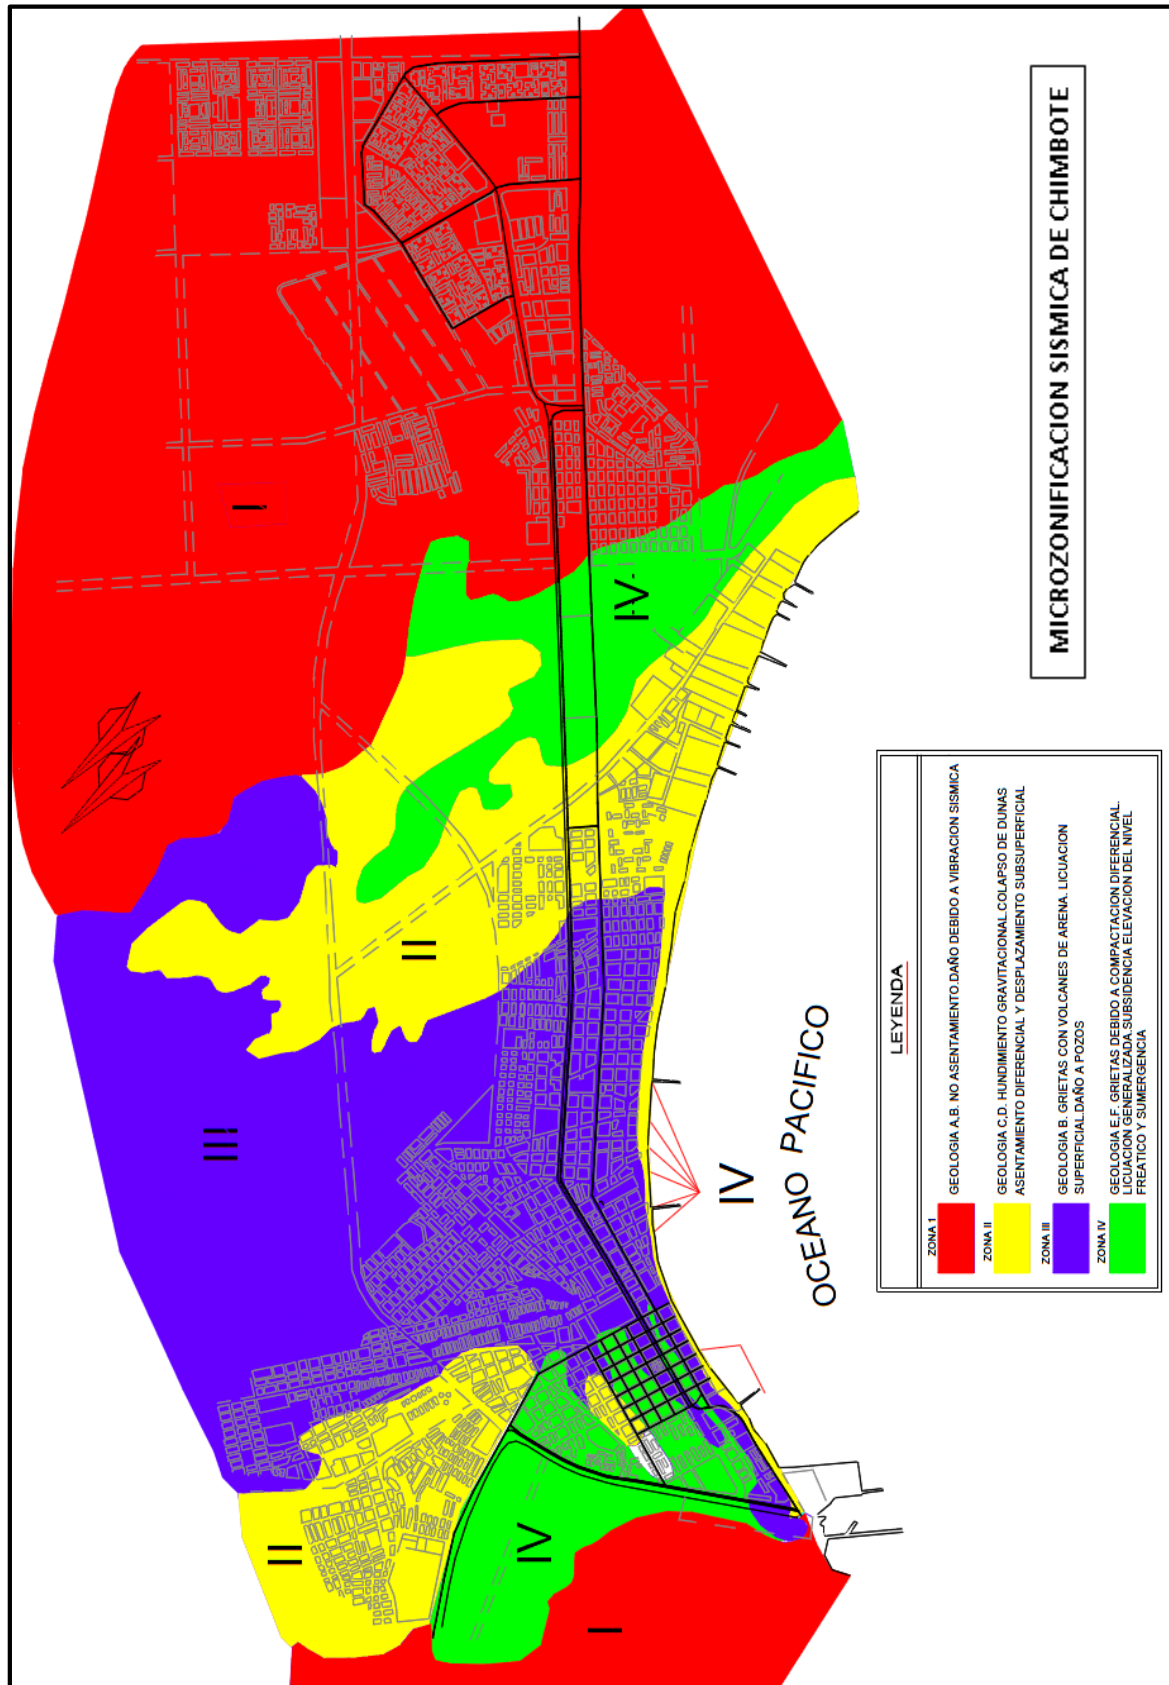 MICROZONIFICACION SISMICA DE CHIMBOTE
I
II
III
IV
IV
OCEANO PACIFICO
II
IV
I
LEYENDA
ZONA 1
GEOLOGIA A,B. NO ASENTAMIENTO.DAÑO DEBIDO A VIBRACION SISMICA
ZONA II
GEOLOGIA C,D. HUNDIMIENTO GRAVITACIONAL.COLAPSO DE DUNAS
ASENTAMIENTO DIFERENCIAL Y DESPLAZAMIENTO SUBSUPERFICIAL
ZONA III
GEOLOGIA B. GRIETAS CON VOLCANES DE ARENA. LICUACION
SUPERFICIAL.DAÑO A POZOS
ZONA IV
GEOLOGIA E,F. GRIETAS DEBIDO A COMPACTACION DIFERENCIAL.
LICUACION GENERALIZADA.SUBSIDENCIA ELEVACION DEL NIVEL
FREATICO Y SUMERGENCIA